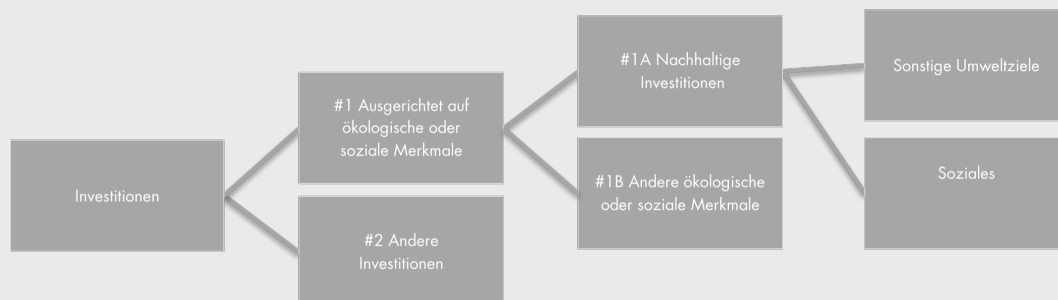 Investitionen
#1 Ausgerichtet auf
ökologische oder
soziale Merkmale
#2 Andere
Investitionen
#1A Nachhaltige
Investitionen
#1B Andere ökologische
oder soziale Merkmale
Sonstige Umweltziele
Soziales